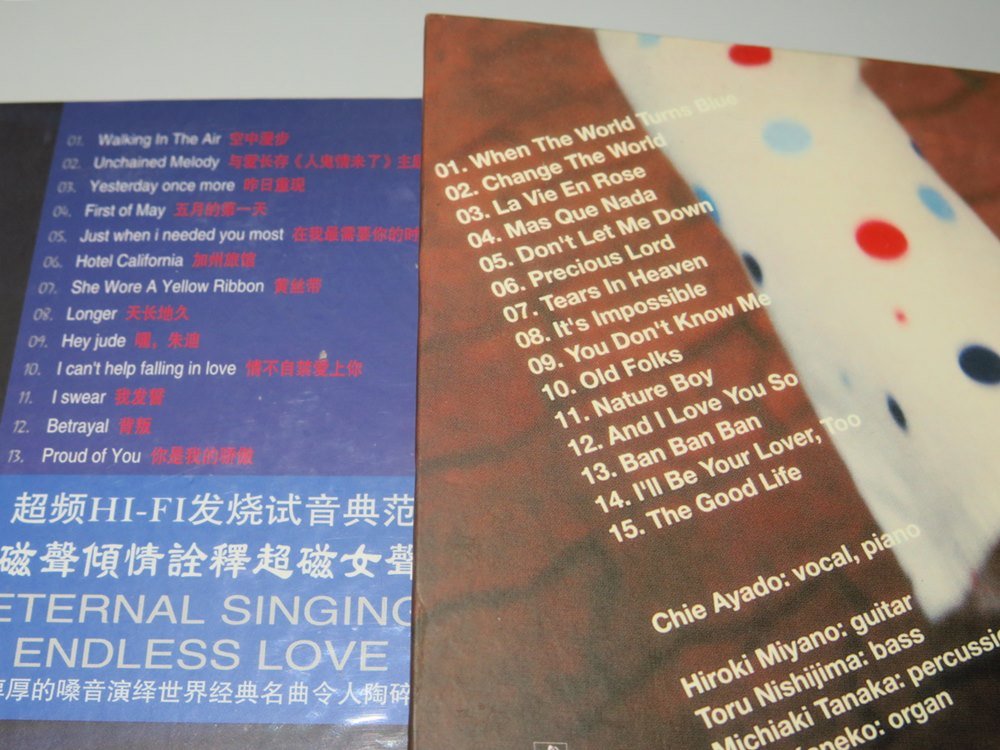 01. Walking In The Air 空中漫步
02. Unchained Melody 与爱长存《人鬼情未了》主
03. Yesterday once more 昨日重现
04. First of May 五月的第一天
05. Just when i needed you most 在我最需要你的时
06. Hotel California 加州旅馆
07. She Wore A Yellow Ribbon 黄丝带
08. Longer 天长地久
09. Hey jude 嘿，朱迪
10. I can't help falling in love 情不自禁爱上你
11. I swear 我发誓
12. Betrayal 背叛
13. Proud of You 你是我的骄傲
超频HI-FI发烧试音典范
磁聲傾情詮釋超磁女聲
ETERNAL SINGING
ENDLESS LOVE
厚的嗓音演绎世界经典名曲令人陶碎
01. When The World Turns Blue
02. Change The World
03. La Vie En Rose
04. Mas Que Nada
05. Don't Let Me Down
06. Precious Lord
07. Tears In Heaven
08. It's Impossible
09. You Don't Know Me
10. Old Folks
11. Nature Boy
12. And I Love You So
13. Ban Ban Ban
14. I'll Be Your Lover, Too
15. The Good Life
Chie Ayado: vocal, piano
Hiroki Miyano: guitar
Toru Nishijima: bass
Michiaki Tanaka: percussi
neko: organ